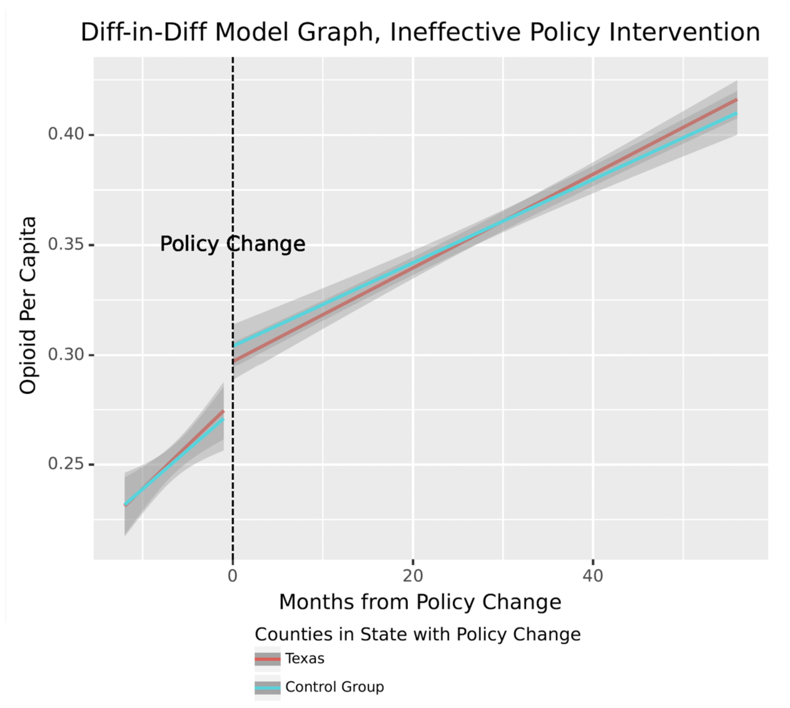 Diff-in-Diff Model Graph, Ineffective Policy Intervention
Opioid Per Capita
0.40
0.35
0.30
0.25
Policy Change
0
20
40
Months from Policy Change
Counties in State with Policy Change
Texas
Control Group